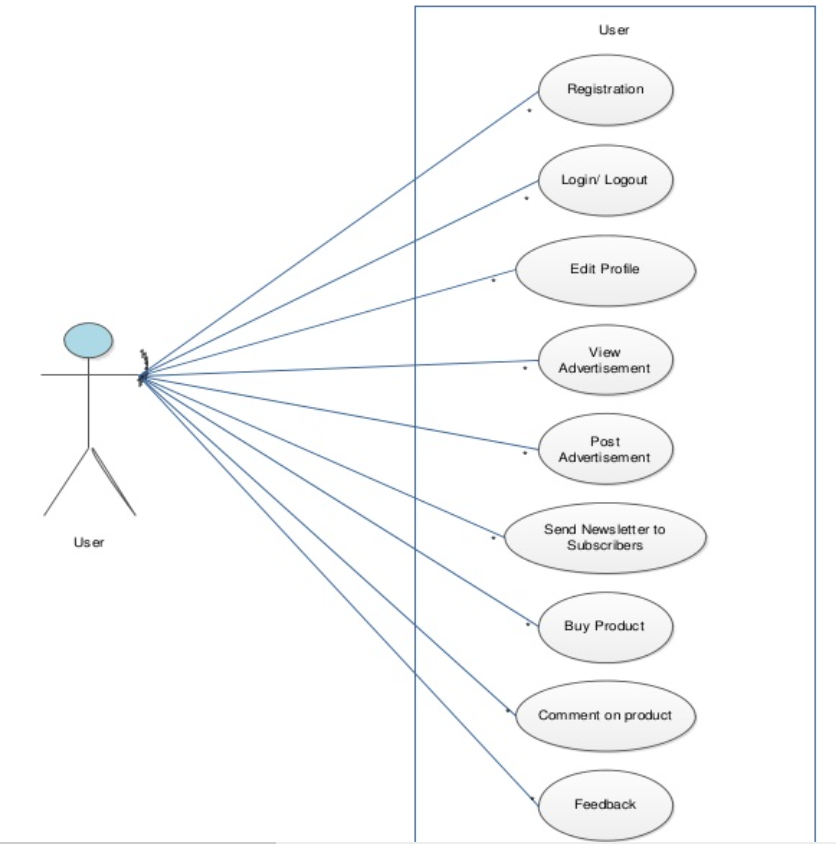 User
Registration
*
Login/ Logout
*
Edit Profile
*
View
Advertisement
*
Post
Advertisement
*
Send Newsletter to
Subscribers
*
User
Buy Product
*
Comment on product
*
Feedback
*